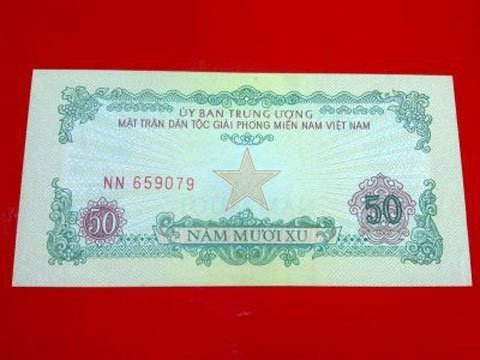 ỦY BAN TRUNG ƯƠNG
MẶT TRẬN DÂN TỘC GIẢI PHÓNG MIỀN NAM VIỆT NAM
NN 659079
50
50
NĂM MƯƠI XU